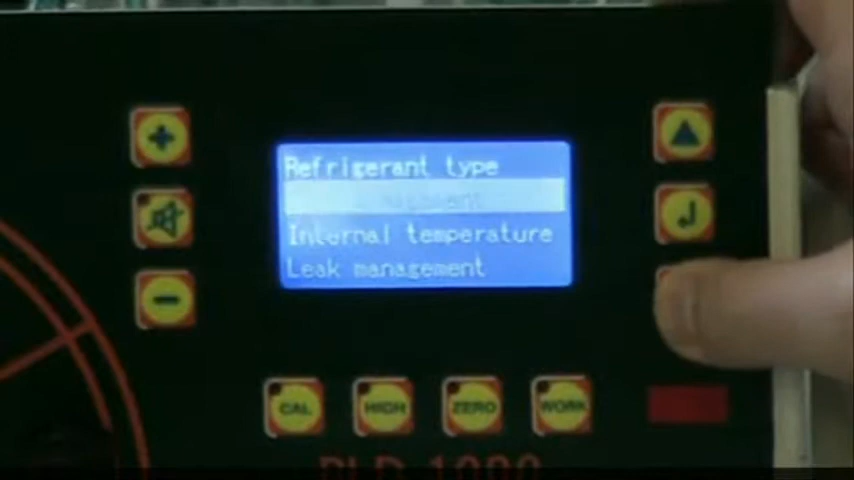 Refrigerant type
Internal temperature
Leak management
CAL
HIGH
ZERO
WORK